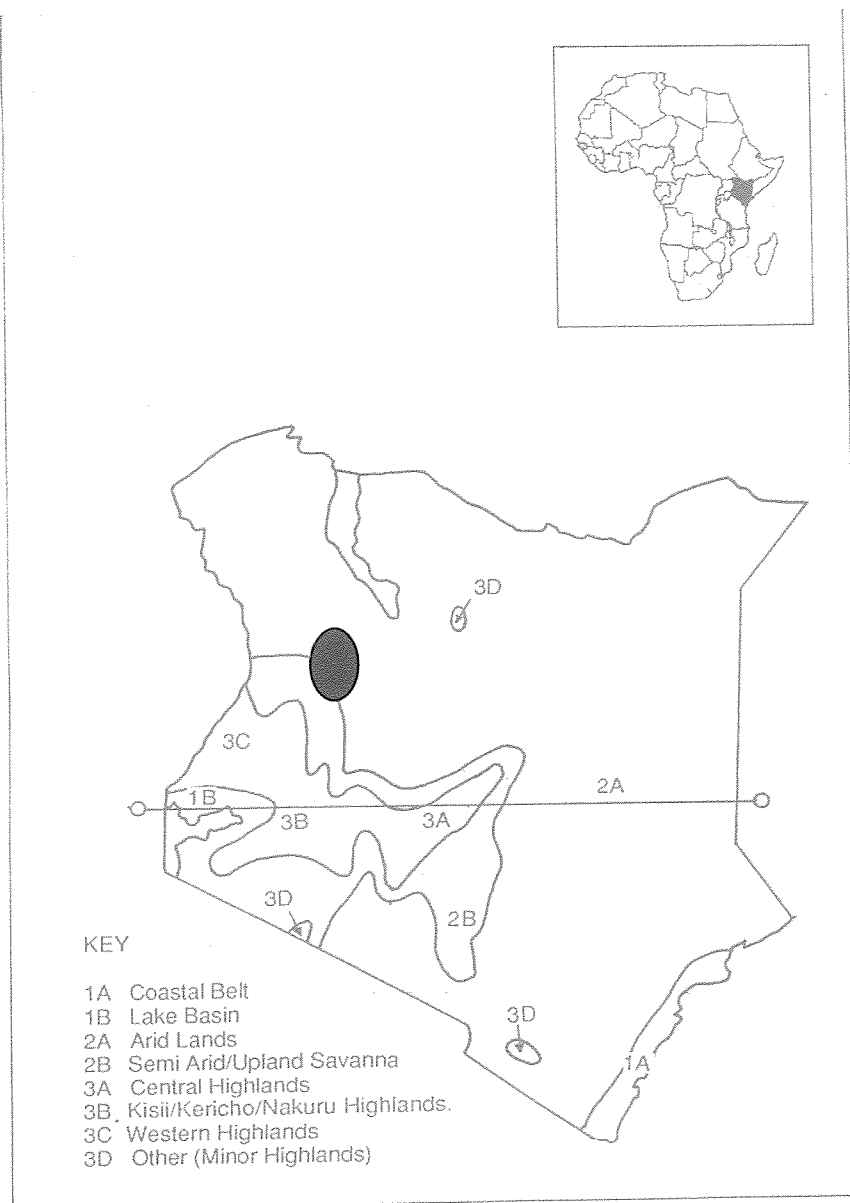 3D
3C
2A
1B
3B
3A
3D
2B
KEY
1A Coastal Belt
1B Lake Basin
2A Arid Lands
2B Semi Arid/Upland Savanna
3A Central Highlands
3B. Kisii/Kericho/Nakuru Highlands.
3C Western Highlands
3D Other (Minor Highlands)
3D
1A